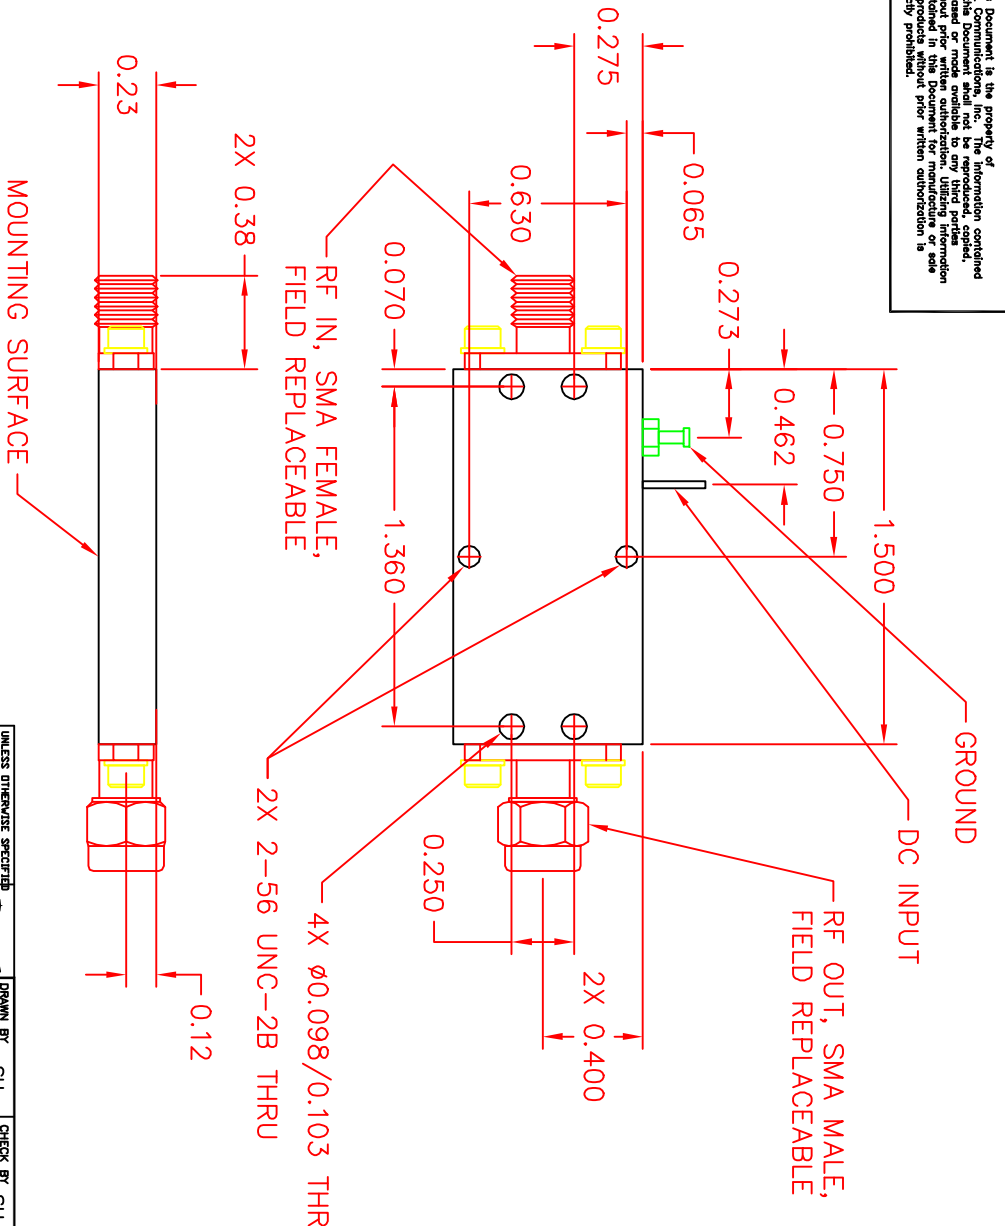 Document is the property of
Communications, Inc. The information contained
this Document shall not be reproduced, copied,
or made available to any third parties
prior written authorization. Utilizing information
in this Document for manufacture or sale
products without prior written authorization is
prohibited.
0.275
0.065
0.630
0.070
0.273
0.462
0.750
1.500
1.360
0.23
2X 0.38
MOUNTING SURFACE
RF IN, SMA FEMALE,
FIELD REPLACEABLE
GROUND
DC INPUT
RF OUT, SMA MALE,
FIELD REPLACEABLE
0.250
2X 0.400
4X Ø0.098/0.103 THR
2X 2-56 UNC-2B THRU
0.12
UNLESS OTHERWISE SPECIFIED
DRAWN BY
CHECK BY